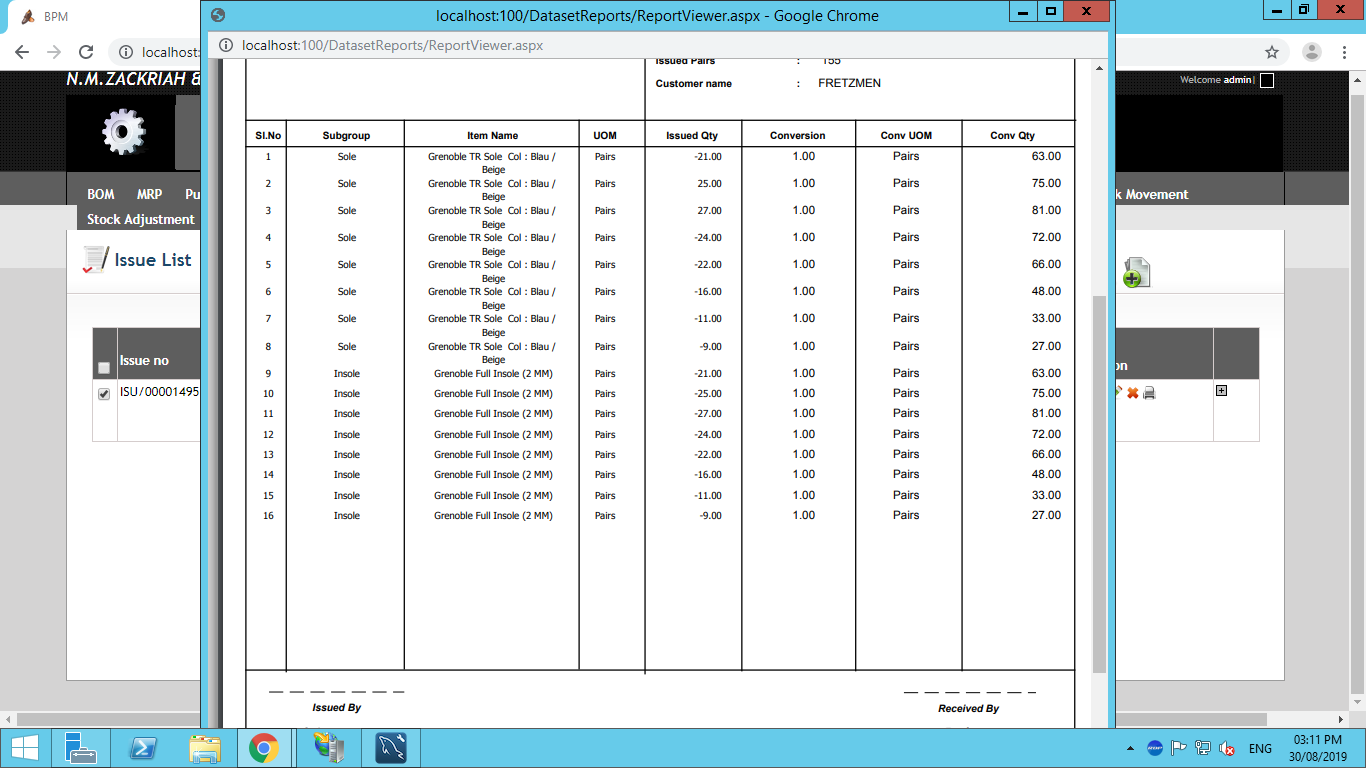 BPM
localhost:100/DatasetReports/ReportViewer.aspx - Google Chrome
localhost:
localhost:100/DatasetReports/ReportViewer.aspx
N.M.ZACKRIAH &
Welcome admin|
BOM MRP Pu
k Movement
Stock Adjustment
Issue List
Issue no
on
ISU/00001495
Issued Pairs : 155
Customer name : FRETZMEN
Sl.No Subgroup Item Name UOM Issued Qty Conversion Conv UOM Conv Qty
1 Sole Grenoble TR Sole Col : Blau / Pairs -21.00 1.00 Pairs 63.00
Beige
2 Sole Grenoble TR Sole Col : Blau / Pairs 25.00 1.00 Pairs 75.00
Beige
3 Sole Grenoble TR Sole Col : Blau / Pairs 27.00 1.00 Pairs 81.00
Beige
4 Sole Grenoble TR Sole Col : Blau / Pairs -24.00 1.00 Pairs 72.00
Beige
5 Sole Grenoble TR Sole Col : Blau / Pairs -22.00 1.00 Pairs 66.00
Beige
6 Sole Grenoble TR Sole Col : Blau / Pairs -16.00 1.00 Pairs 48.00
Beige
7 Sole Grenoble TR Sole Col : Blau / Pairs -11.00 1.00 Pairs 33.00
Beige
8 Sole Grenoble TR Sole Col : Blau / Pairs -9.00 1.00 Pairs 27.00
Beige
9 Insole Grenoble Full Insole (2 MM) Pairs -21.00 1.00 Pairs 63.00
10 Insole Grenoble Full Insole (2 MM) Pairs -25.00 1.00 Pairs 75.00
11 Insole Grenoble Full Insole (2 MM) Pairs -27.00 1.00 Pairs 81.00
12 Insole Grenoble Full Insole (2 MM) Pairs -24.00 1.00 Pairs 72.00
13 Insole Grenoble Full Insole (2 MM) Pairs -22.00 1.00 Pairs 66.00
14 Insole Grenoble Full Insole (2 MM) Pairs -16.00 1.00 Pairs 48.00
15 Insole Grenoble Full Insole (2 MM) Pairs -11.00 1.00 Pairs 33.00
16 Insole Grenoble Full Insole (2 MM) Pairs -9.00 1.00 Pairs 27.00
Issued By Received By
ENG
03:11 PM
30/08/2019